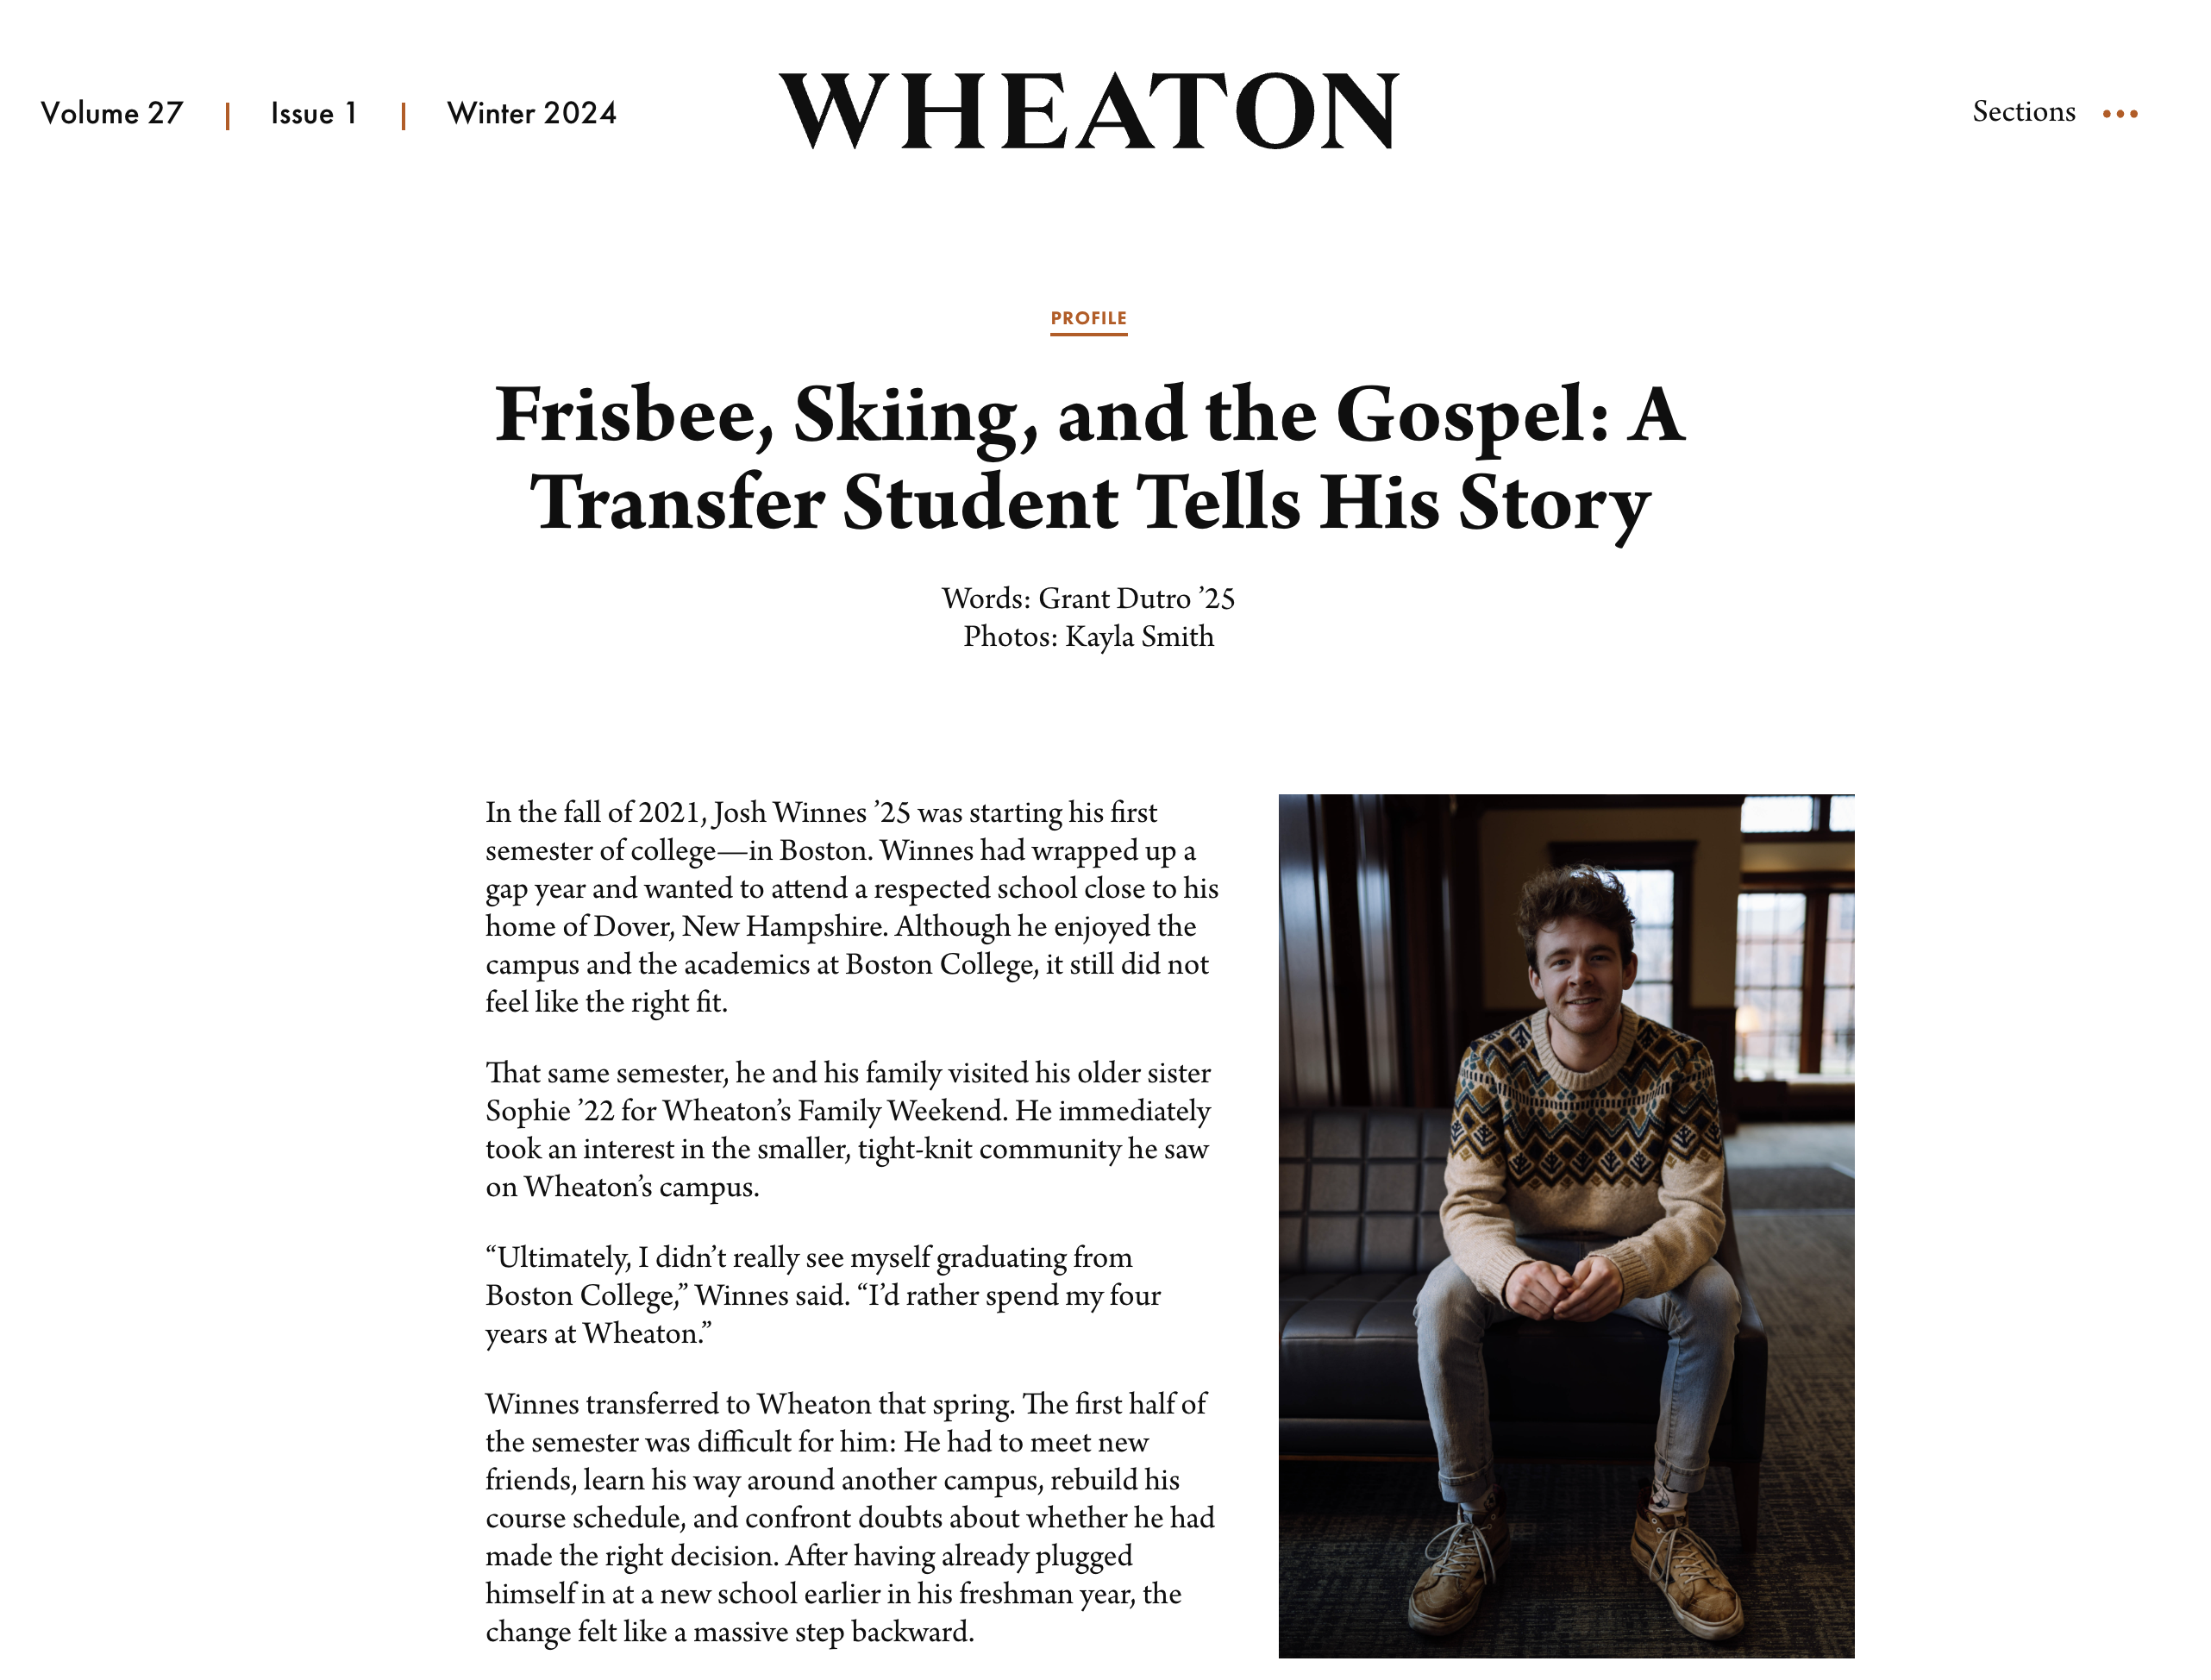 Volume 27 | Issue 1 | Winter 2024
WHEATON
Sections •••
PROFILE
Frisbee, Skiing, and the Gospel: A
Transfer Student Tells His Story
Words: Grant Dutro ’25
Photos: Kayla Smith
In the fall of 2021, Josh Winnes ’25 was starting his first
semester of college—in Boston. Winnes had wrapped up a
gap year and wanted to attend a respected school close to his
home of Dover, New Hampshire. Although he enjoyed the
campus and the academics at Boston College, it still did not
feel like the right fit.
That same semester, he and his family visited his older sister
Sophie ’22 for Wheaton’s Family Weekend. He immediately
took an interest in the smaller, tight-knit community he saw
on Wheaton’s campus.
“Ultimately, I didn’t really see myself graduating from
Boston College,” Winnes said. “I’d rather spend my four
years at Wheaton.”
Winnes transferred to Wheaton that spring. The first half of
the semester was difficult for him: He had to meet new
friends, learn his way around another campus, rebuild his
course schedule, and confront doubts about whether he had
made the right decision. After having already plugged
himself in at a new school earlier in his freshman year, the
change felt like a massive step backward.